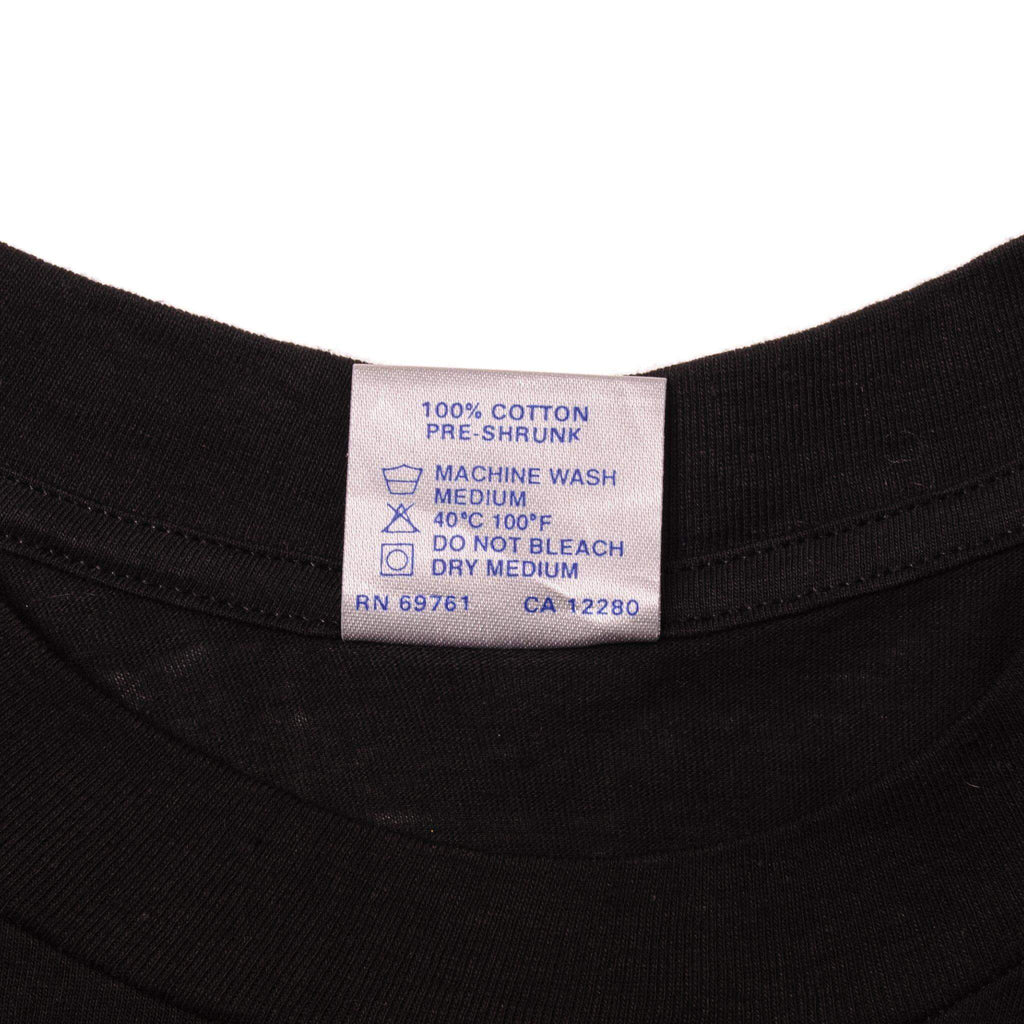 100% COTTON
PRE-SHRUNK
MACHINE WASH
MEDIUM
40°C 100°F
DO NOT BLEACH
DRY MEDIUM
RN 69761 CA 12280